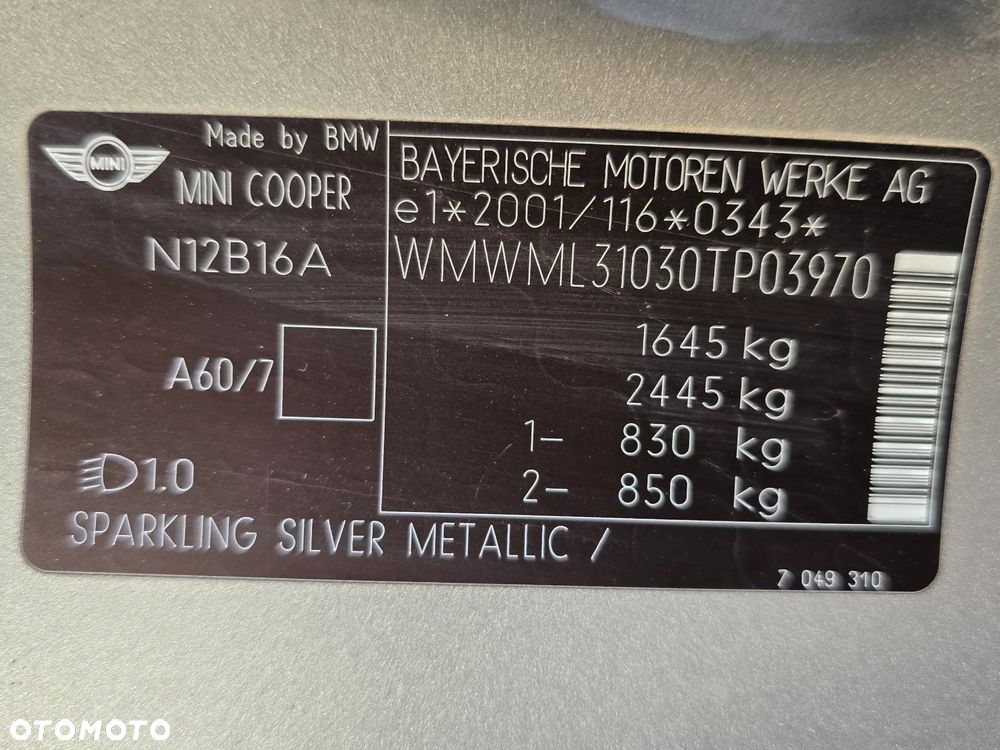 MINI
Made by BMW
MINI COOPER
N12B16A
A60/7
1.0
BAYERISCHE MOTOREN WERKE AG
e1*2001/116*0343*
WMWML31030TP03970
1645 kg
2445 kg
1- 830 kg
2- 850 kg
SPARKLING SILVER METALLIC /
7 049 310
OTOMOTO